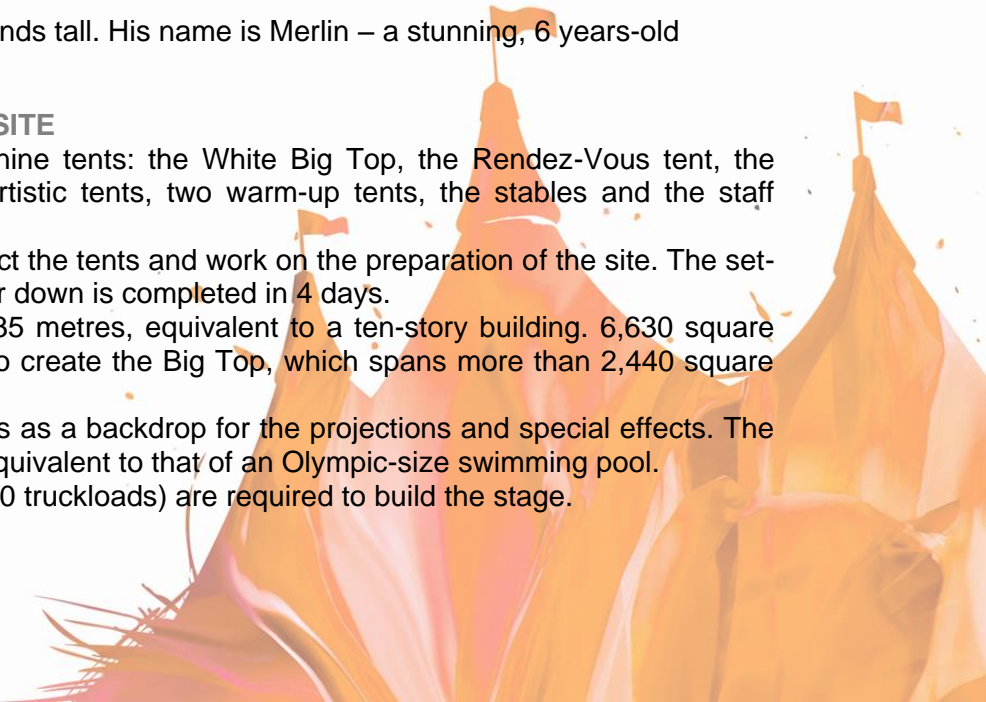 nds tall. His name is Merlin – a stunning, 6 years-old
SITE
nine tents: the White Big Top, the Rendez-Vous tent, the
rtistic tents, two warm-up tents, the stables and the staff
ct the tents and work on the preparation of the site. The set-
r down is completed in 4 days.
35 metres, equivalent to a ten-story building. 6,630 square
o create the Big Top, which spans more than 2,440 square
s as a backdrop for the projections and special effects. The
quivalent to that of an Olympic-size swimming pool.
0 truckloads) are required to build the stage.